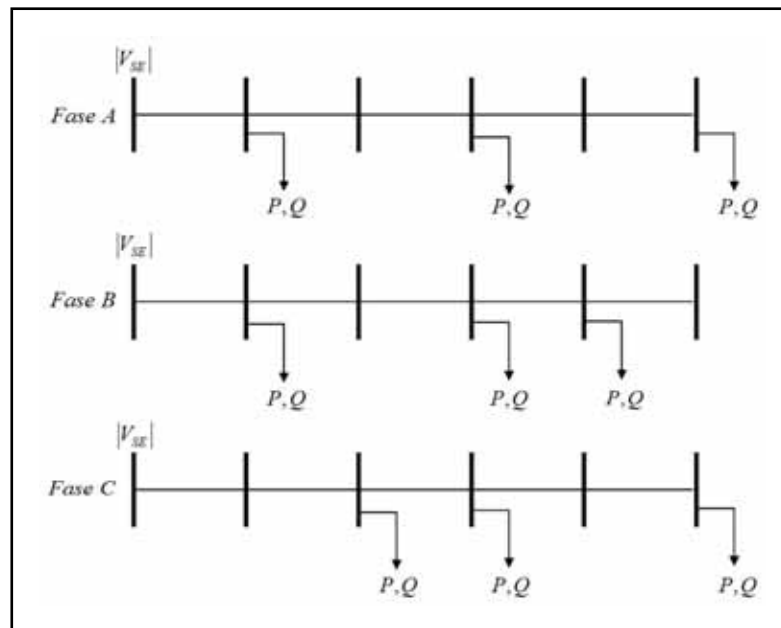 |V_SE|
Fase A
P,Q P,Q P,Q
|V_SE|
Fase B
P,Q P,Q P,Q
|V_SE|
Fase C
P,Q P,Q P,Q